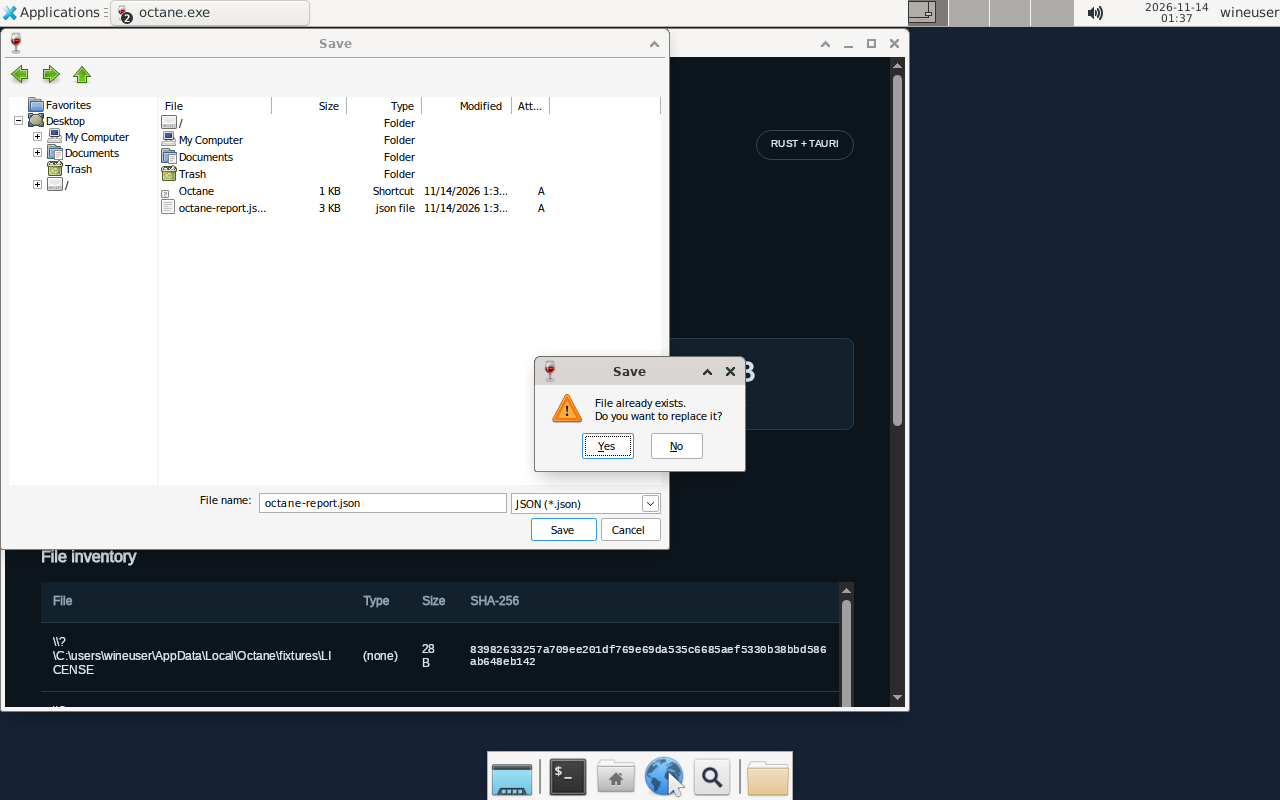 Applications
2
octane.exe
2026-11-14
01:37
wineuser
Save
RUST + TAURI
Favorites
Desktop
My Computer
Documents
Trash
/
File Size Type Modified Att...
/ Folder
My Computer Folder
Documents Folder
Trash Folder
Octane 1 KB Shortcut 11/14/2026 1:3... A
octane-report.js... 3 KB json file 11/14/2026 1:3... A
Save
File already exists.
Do you want to replace it?
Yes No
File name: octane-report.json JSON (*.json)
Save Cancel
File inventory
File Type Size SHA-256
\\?
\C:\users\wineuser\AppData\Local\Octane\fixtures\LI
CENSE
(none)
28
B
83982633257a709ee201df769e69da535c6685aef5330b38bbd586
ab648eb142
$_